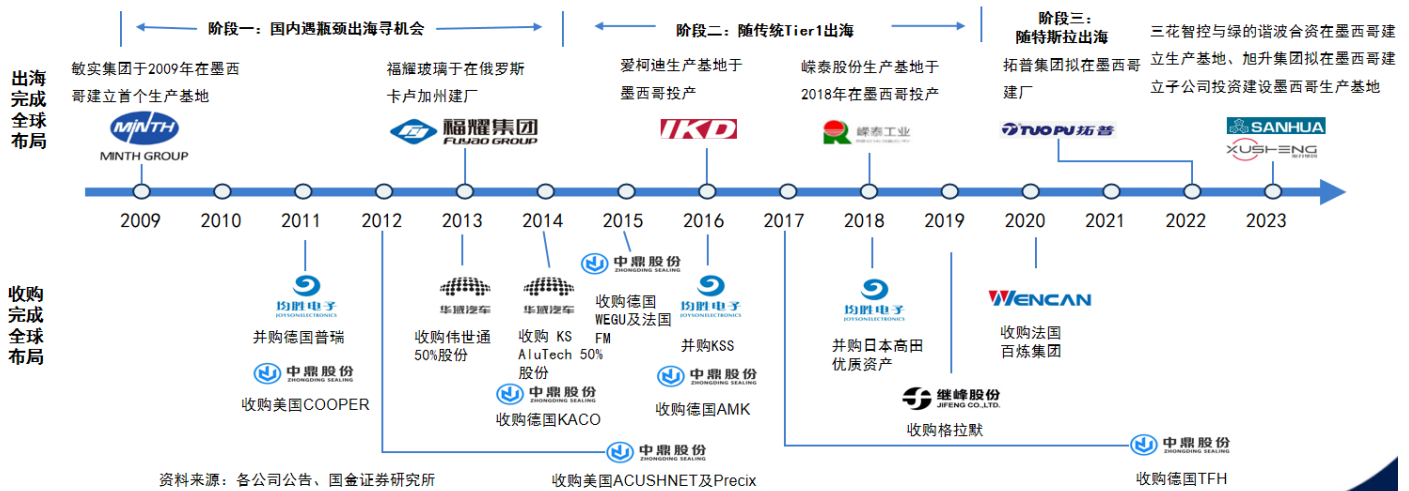 阶段一：国内遇瓶颈出海寻机会
阶段二：随传统Tier1出海
阶段三：
随特斯拉出海
出海
完成
全球
布局
敏实集团于2009年在墨西
哥建立首个生产基地
福耀玻璃于在俄罗斯
卡卢加州建厂
爱柯迪生产基地于
墨西哥投产
嵘泰股份生产基地于
2018年在墨西哥投产
拓普集团拟在墨西哥
建厂
三花智控与绿的谐波合资在墨西哥建
立生产基地、旭升集团拟在墨西哥建
立子公司投资建设墨西哥生产基地
MINTH
MINTH GROUP
福耀集团
FUYAO GROUP
IKD
嵘泰工业
TUOPU拓普
SANHUA
XUSHENG
2009
2010
2011
2012
2013
2014
2015
2016
2017
2018
2019
2020
2021
2022
2023
收购
完成
全球
布局
均胜电子
JOYSON ELECTRONICS
并购德国普瑞
中鼎股份
ZHONGDING SEALING
收购美国COOPER
华域汽车
收购伟世通
50%股份
华域汽车
收购 KS
AluTech 50%
股份
中鼎股份
ZHONGDING SEALING
收购德国KACO
中鼎股份
ZHONGDING SEALING
收购德国
WEGU及法国
FM
均胜电子
JOYSON ELECTRONICS
并购KSS
中鼎股份
ZHONGDING SEALING
收购德国AMK
均胜电子
JOYSON ELECTRONICS
并购日本高田
优质资产
继峰股份
JIFENG CO.,LTD.
收购格拉默
WENCAN
收购法国
百炼集团
中鼎股份
ZHONGDING SEALING
收购美国ACUSHNET及Precix
中鼎股份
ZHONGDING SEALING
收购德国TFH
资料来源：各公司公告、国金证券研究所